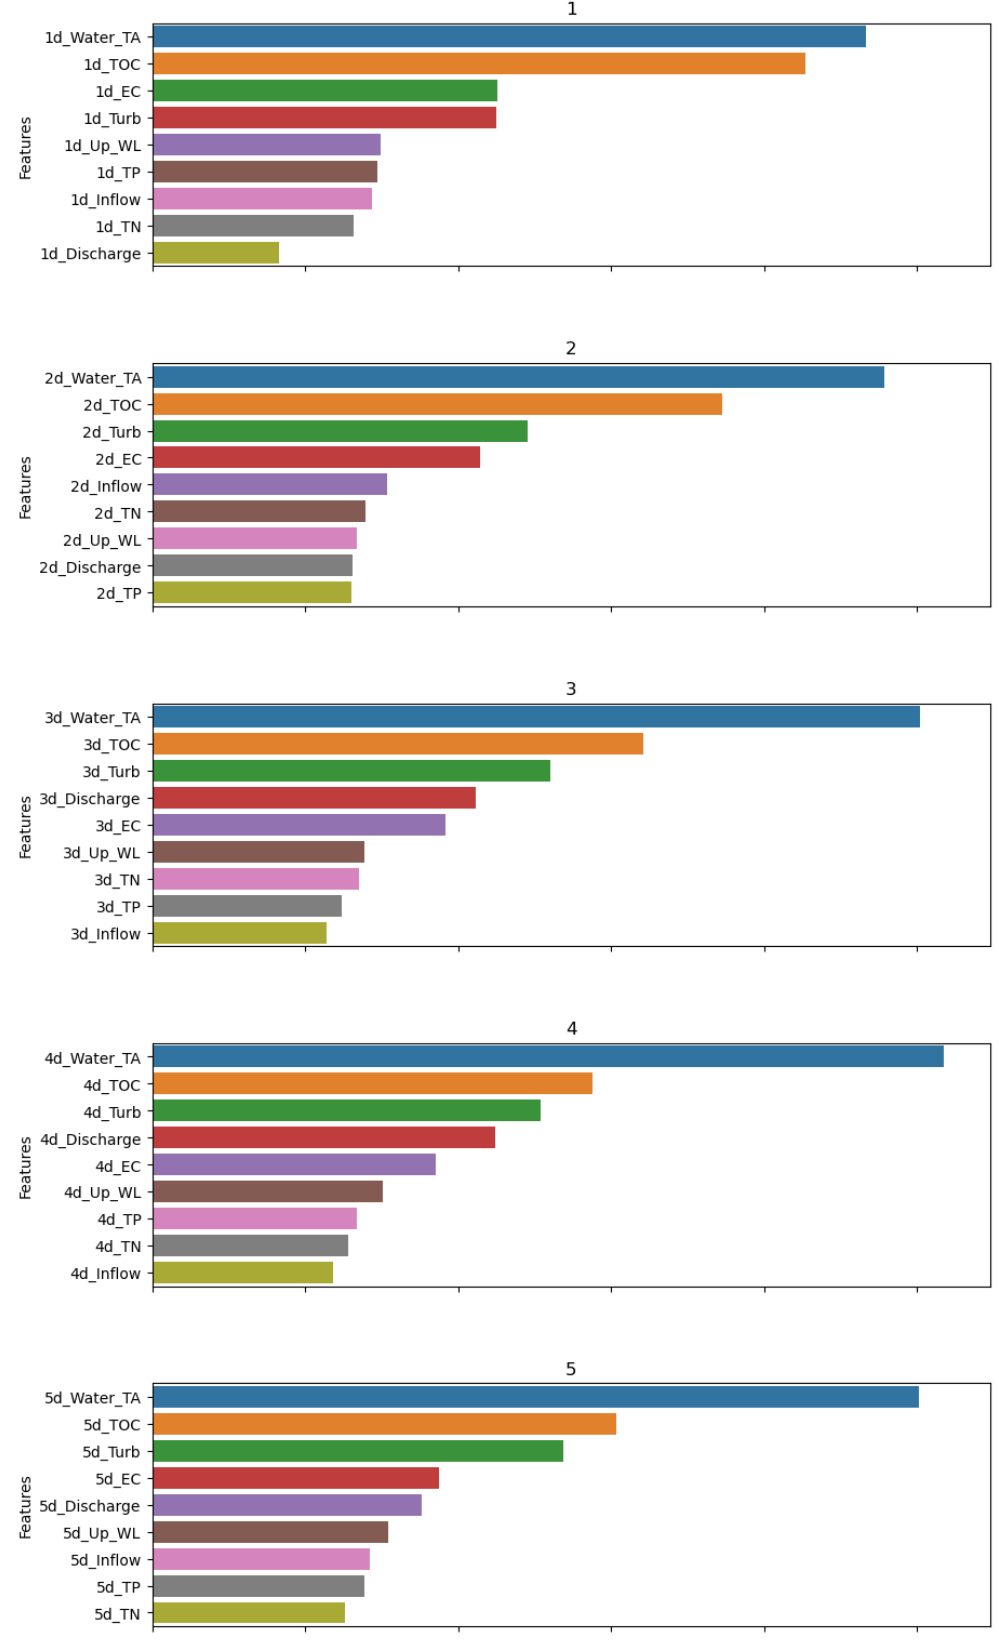 1
1d_Water_TA
1d_TOC
1d_EC
1d_Turb
1d_Up_WL
1d_TP
1d_Inflow
1d_TN
1d_Discharge
Features
2
2d_Water_TA
2d_TOC
2d_Turb
2d_EC
2d_Inflow
2d_TN
2d_Up_WL
2d_Discharge
2d_TP
Features
3
3d_Water_TA
3d_TOC
3d_Turb
3d_Discharge
3d_EC
3d_Up_WL
3d_TN
3d_TP
3d_Inflow
Features
4
4d_Water_TA
4d_TOC
4d_Turb
4d_Discharge
4d_EC
4d_Up_WL
4d_TP
4d_TN
4d_Inflow
Features
5
5d_Water_TA
5d_TOC
5d_Turb
5d_EC
5d_Discharge
5d_Up_WL
5d_Inflow
5d_TP
5d_TN
Features